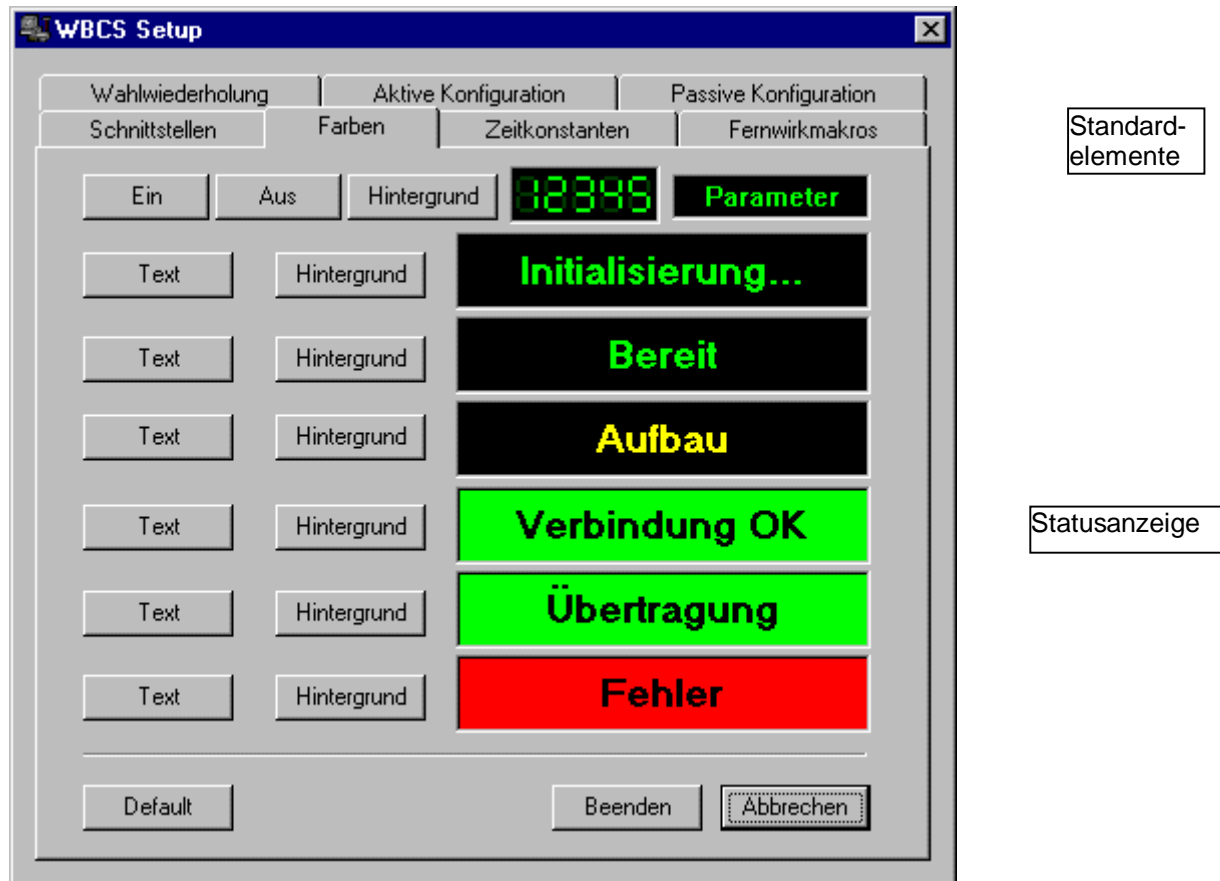 WBCS Setup
Wahlwiederholung Aktive Konfiguration Passive Konfiguration
Schnittstellen Farben Zeitkonstanten Fernwirkmakros
Standard-
elemente
Ein Aus Hintergrund 12345 Parameter
Text Hintergrund Initialisierung...
Text Hintergrund Bereit
Text Hintergrund Aufbau
Text Hintergrund Verbindung OK
Statusanzeige
Text Hintergrund Übertragung
Text Hintergrund Fehler
Default Beenden Abbrechen